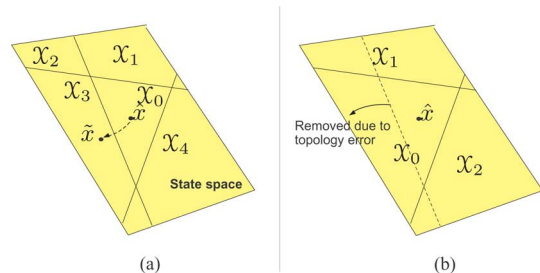 𝒳₂ 𝒳₁
𝒳₃ 𝒳₀
x̂
x̃
𝒳₄
State space
(a)
𝒳₁
x̂
Removed due to
topology error
𝒳₀
𝒳₂
(b)